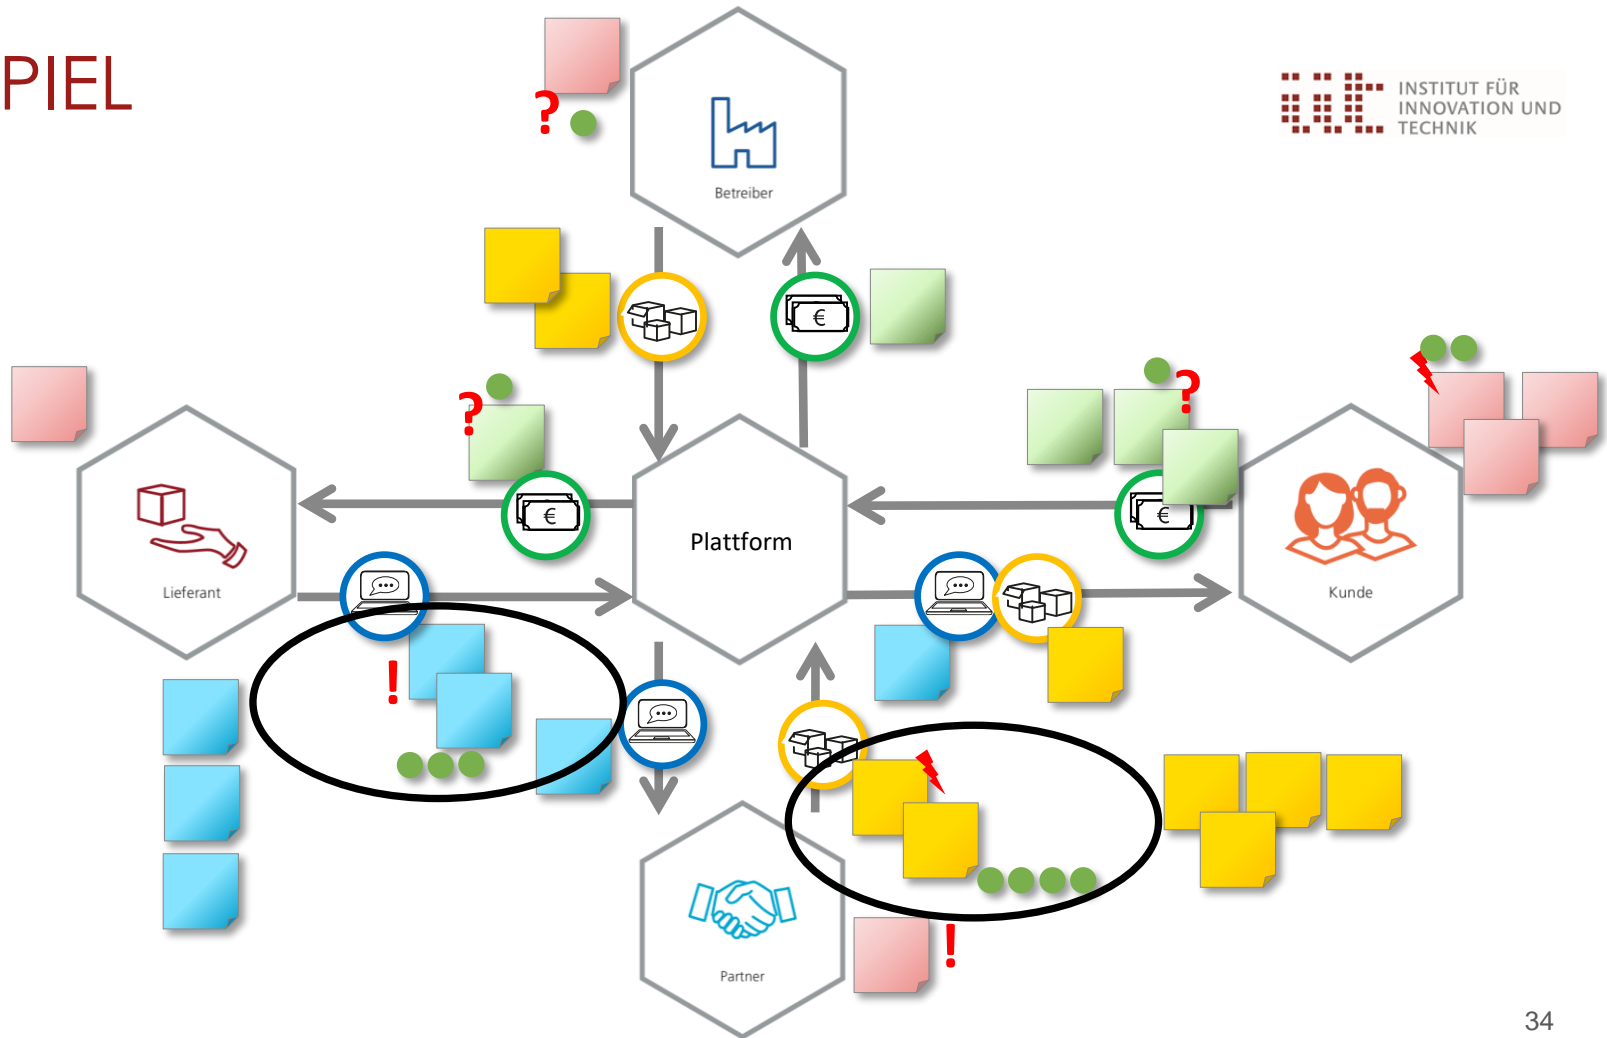 PIEL
INSTITUT FÜR
INNOVATION UND
TECHNIK
?
Betreiber
€
?
€
?
€
Plattform
Lieferant
Kunde
!
!
Partner
34